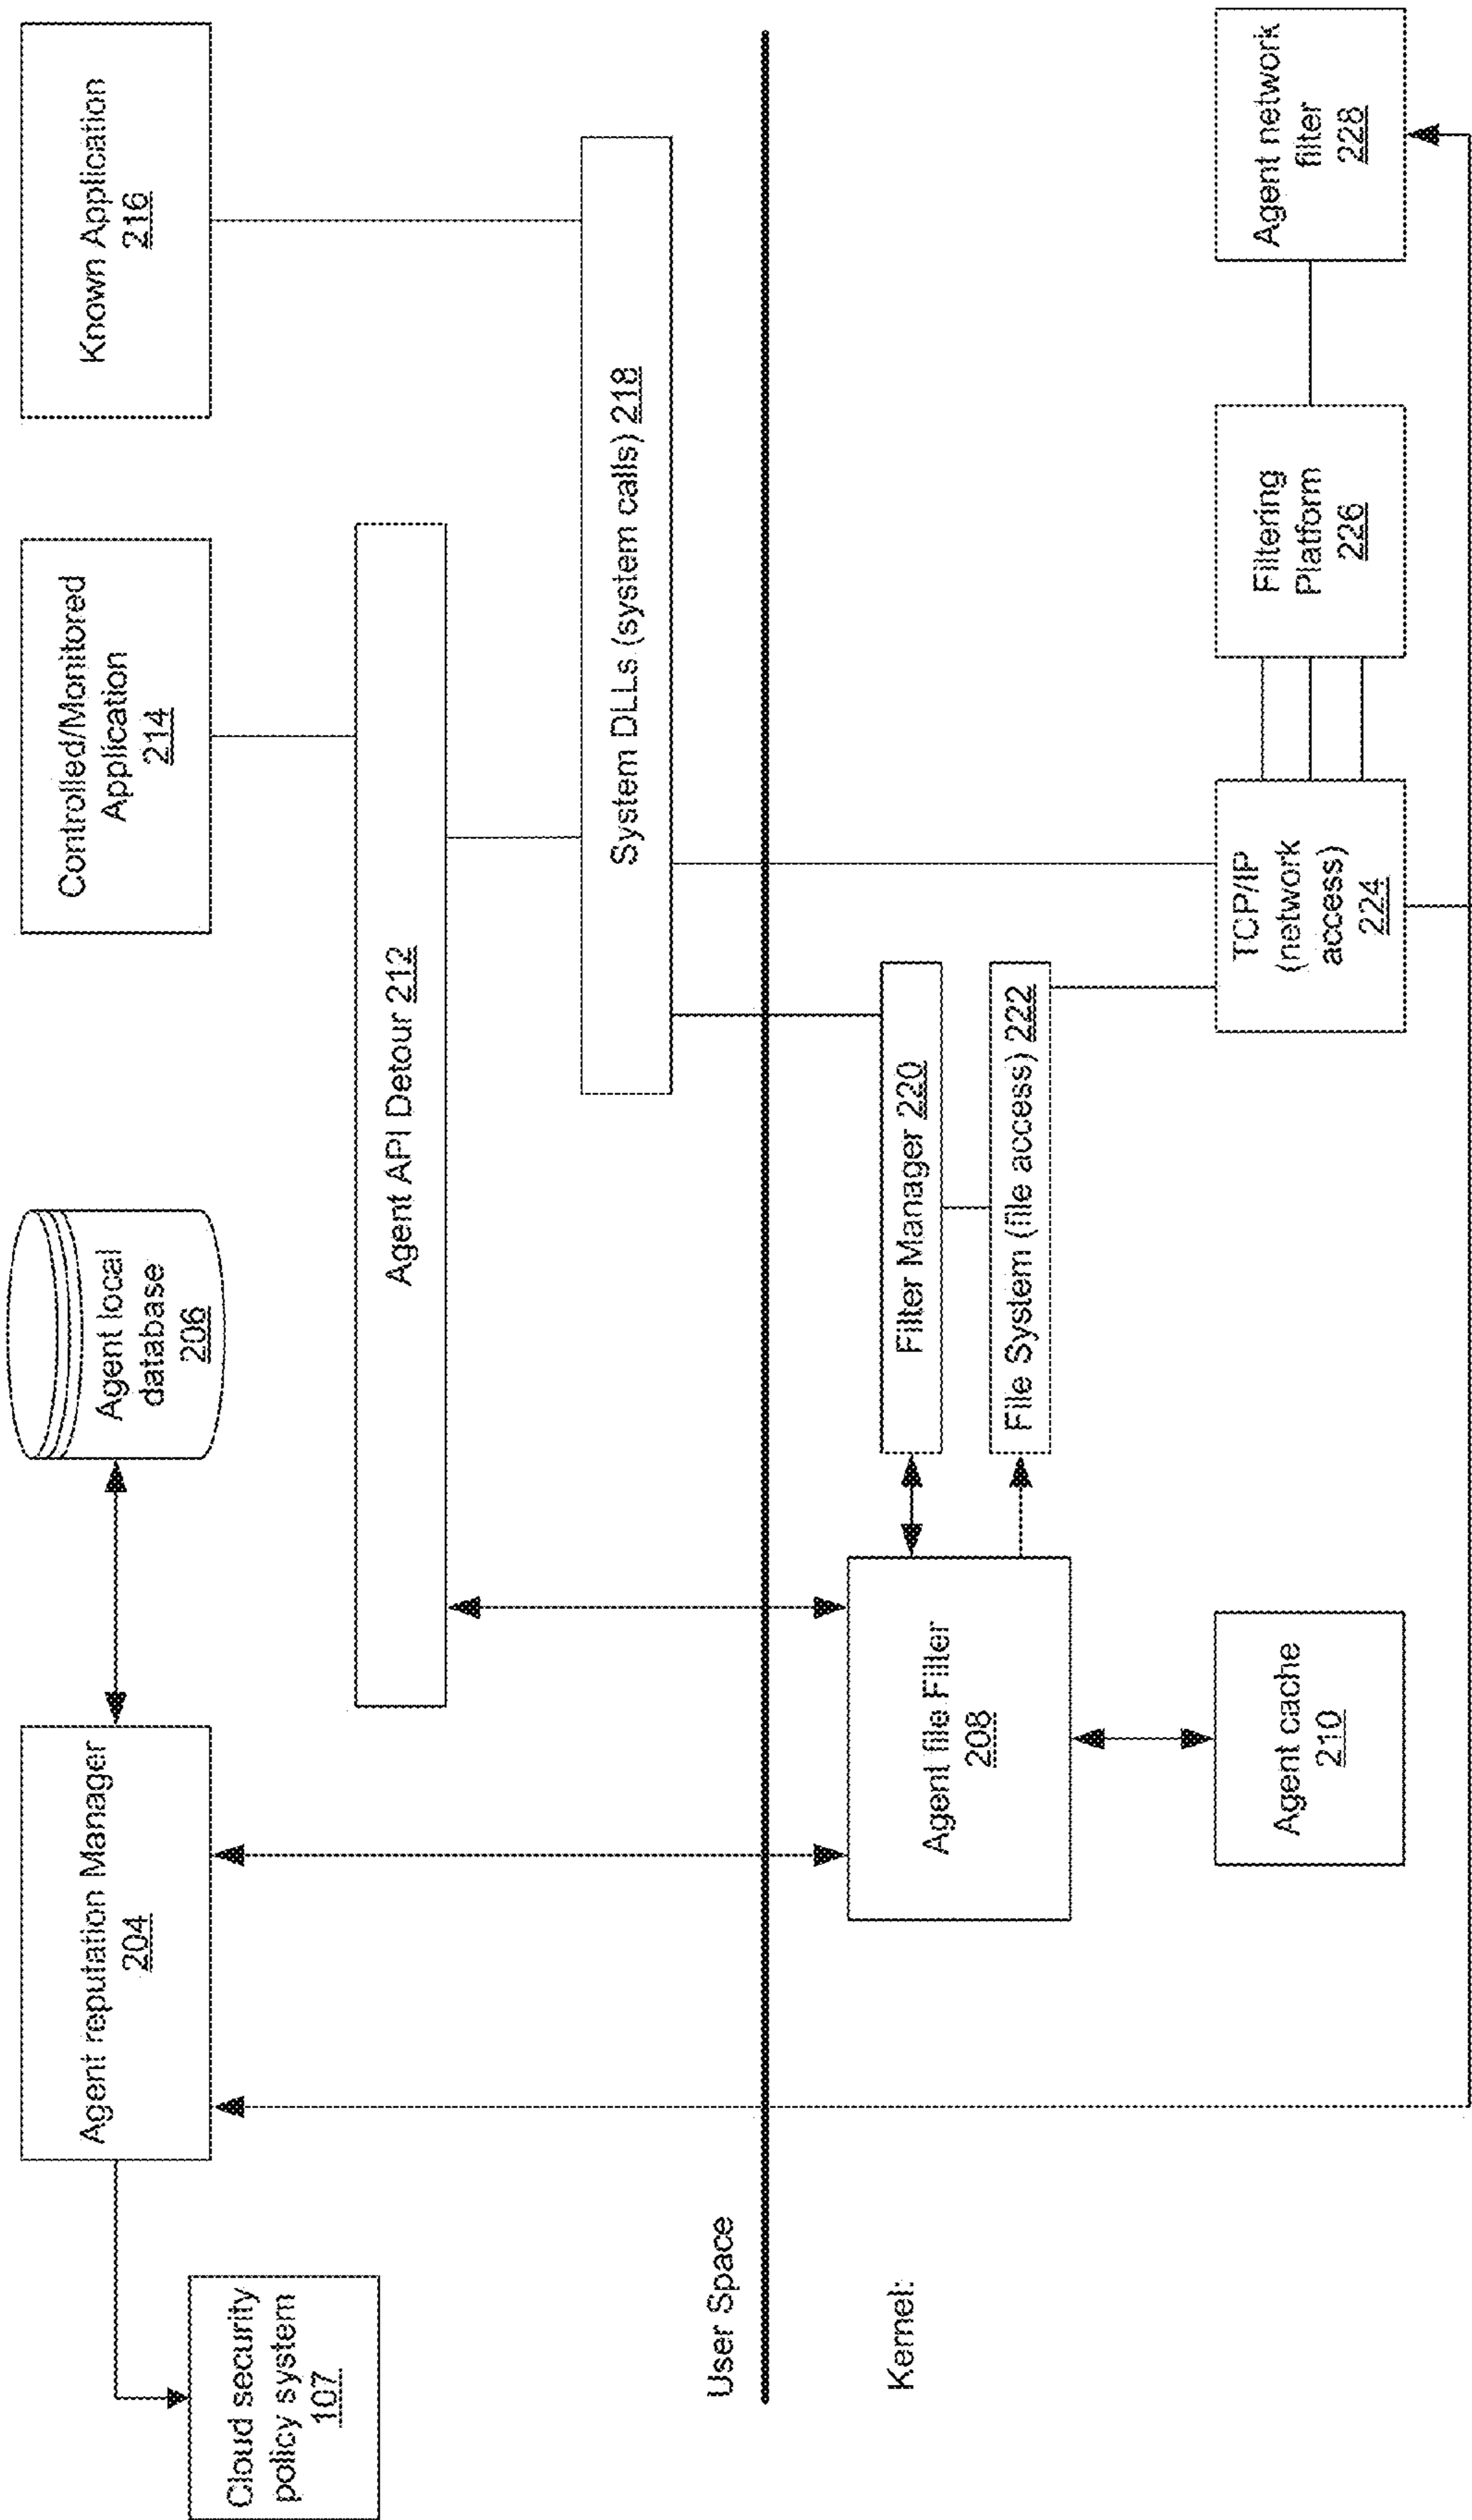 Cloud security
policy system
107
Agent reputation Manager
204
Agent local
database
206
Controlled/Monitored
Application
214
Known Application
216
Agent API Detour 212
System DLLs (system calls) 218
User Space
Kernel:
Agent file Filter
208
Filter Manager 220
File System (file access) 222
Agent cache
210
TCP/IP
(network
access)
224
Filtering
Platform
226
Agent network
filter
228